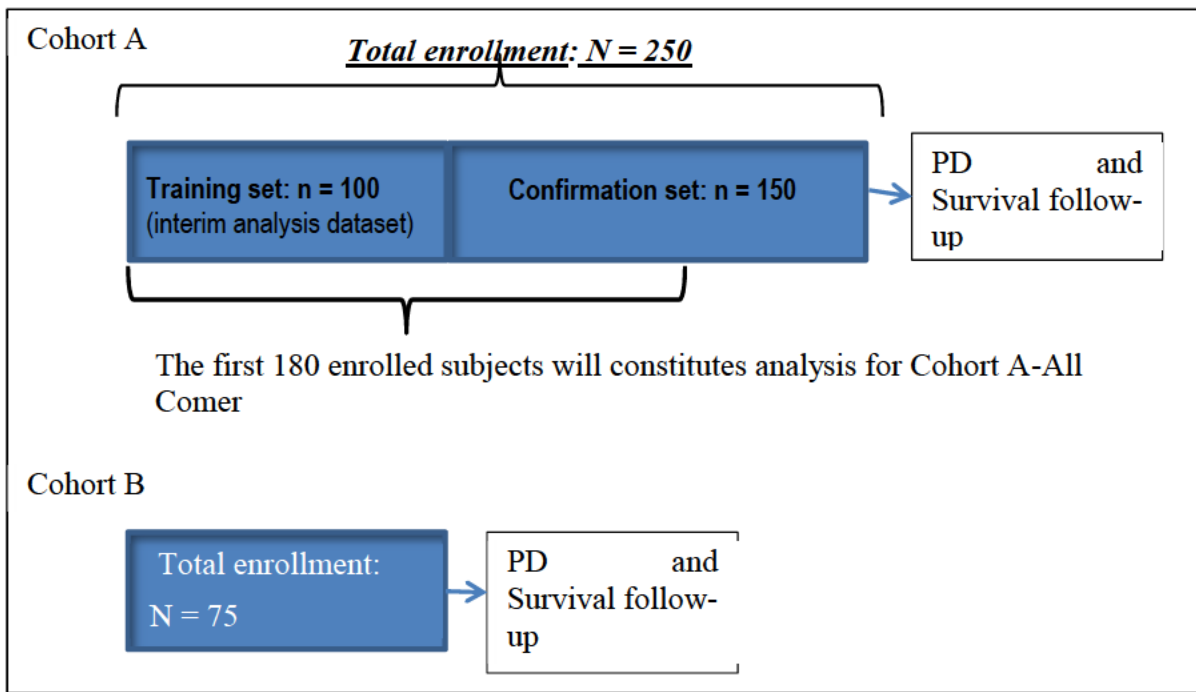 Cohort A
Total enrollment: N = 250
Training set: n = 100
(interim analysis dataset)
Confirmation set: n = 150
PD and
Survival follow-
up
The first 180 enrolled subjects will constitutes analysis for Cohort A-All
Comer
Cohort B
Total enrollment:
N = 75
PD and
Survival follow-
up